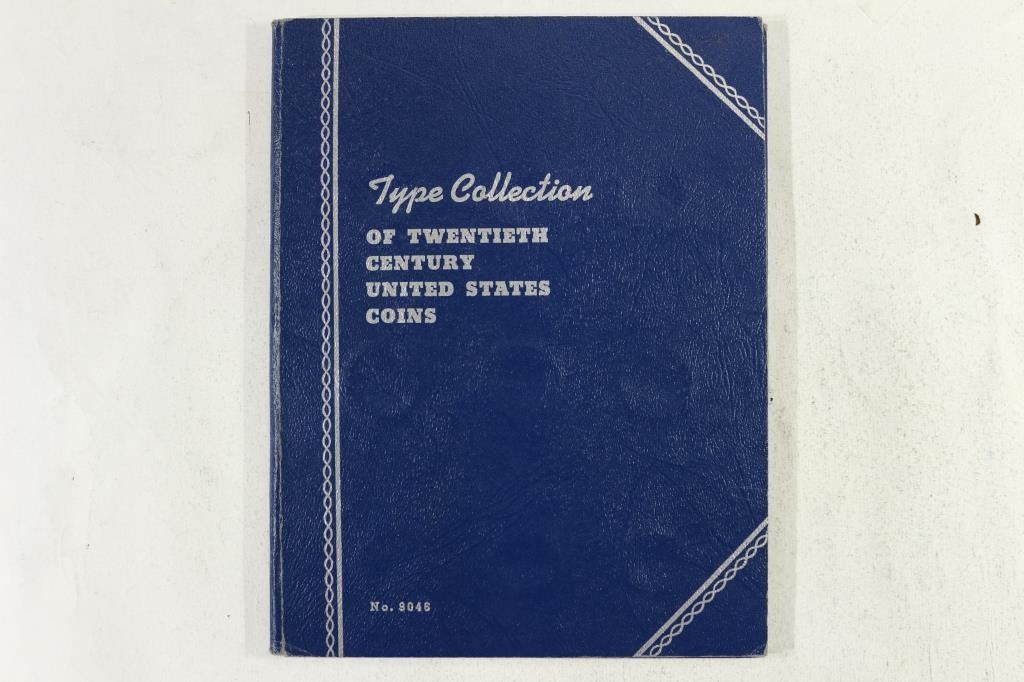 Type Collection
OF TWENTIETH
CENTURY
UNITED STATES
COINS
No. 9046